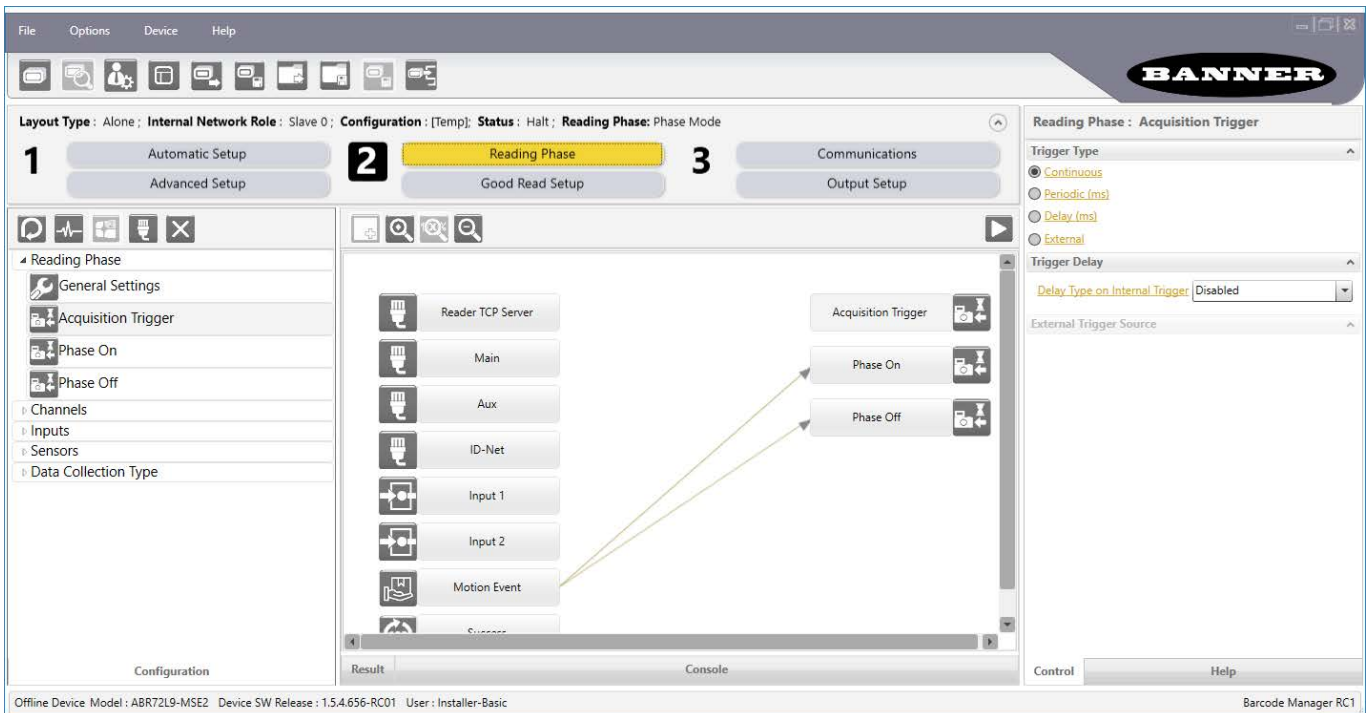 File Options Device Help
BANNER
Layout Type : Alone ; Internal Network Role : Slave 0 ; Configuration : [Temp]; Status : Halt ; Reading Phase: Phase Mode
1
Automatic Setup
Advanced Setup
2
Reading Phase
Good Read Setup
3
Communications
Output Setup
Reading Phase
General Settings
Acquisition Trigger
Phase On
Phase Off
Channels
Inputs
Sensors
Data Collection Type
Configuration
Reader TCP Server
Main
Aux
ID-Net
Input 1
Input 2
Motion Event
Success
Acquisition Trigger
Phase On
Phase Off
Result Console
Reading Phase : Acquisition Trigger
Trigger Type
Continuous
Periodic (ms)
Delay (ms)
External
Trigger Delay
Delay Type on Internal Trigger Disabled
External Trigger Source
Control Help
Offline Device Model : ABR72L9-MSE2 Device SW Release : 1.5.4.656-RC01 User : Installer-Basic
Barcode Manager RC1